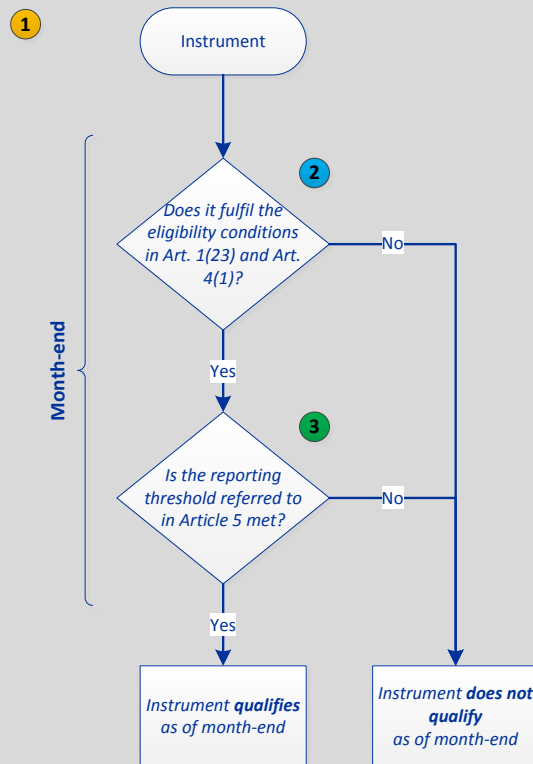 1
Instrument
2
Does it fulfil the
eligibility conditions
in Art. 1(23) and Art.
4(1)?
No
Month-end
Yes
3
Is the reporting
threshold referred to
in Article 5 met?
No
Yes
Instrument qualifies
as of month-end
Instrument does not
qualify
as of month-end